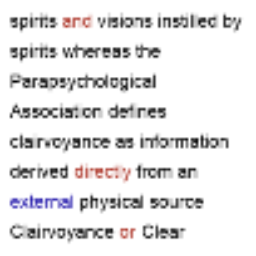 spirits and visions instilled by
spirits whereas the
Parapsychological
Association defines
clairvoyance as information
derived directly from an
external physical source
Clairvoyance or Clear